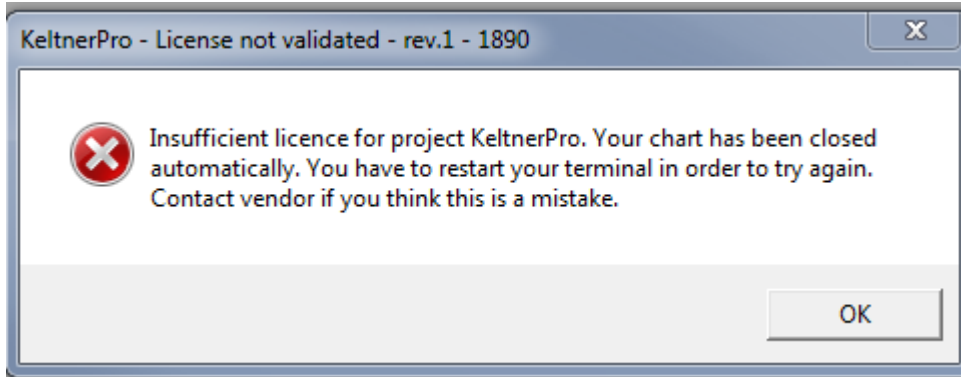 KeltnerPro - License not validated - rev.1 - 1890
Insufficient licence for project KeltnerPro. Your chart has been closed
automatically. You have to restart your terminal in order to try again.
Contact vendor if you think this is a mistake.
OK